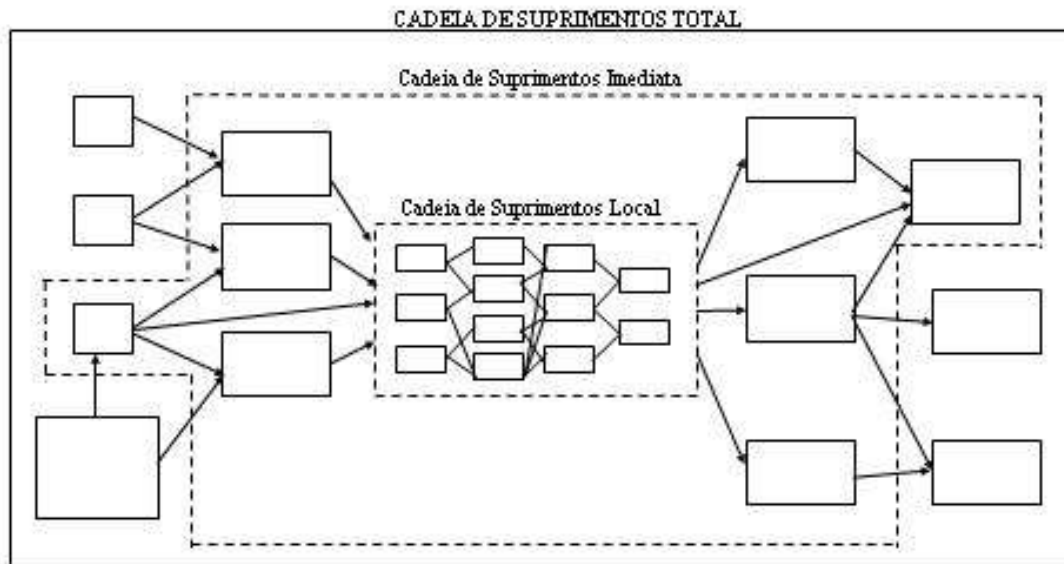 CADEIA DE SUPRIMENTOS TOTAL
Cadeia de Suprimentos Imediata
Cadeia de Suprimentos Local